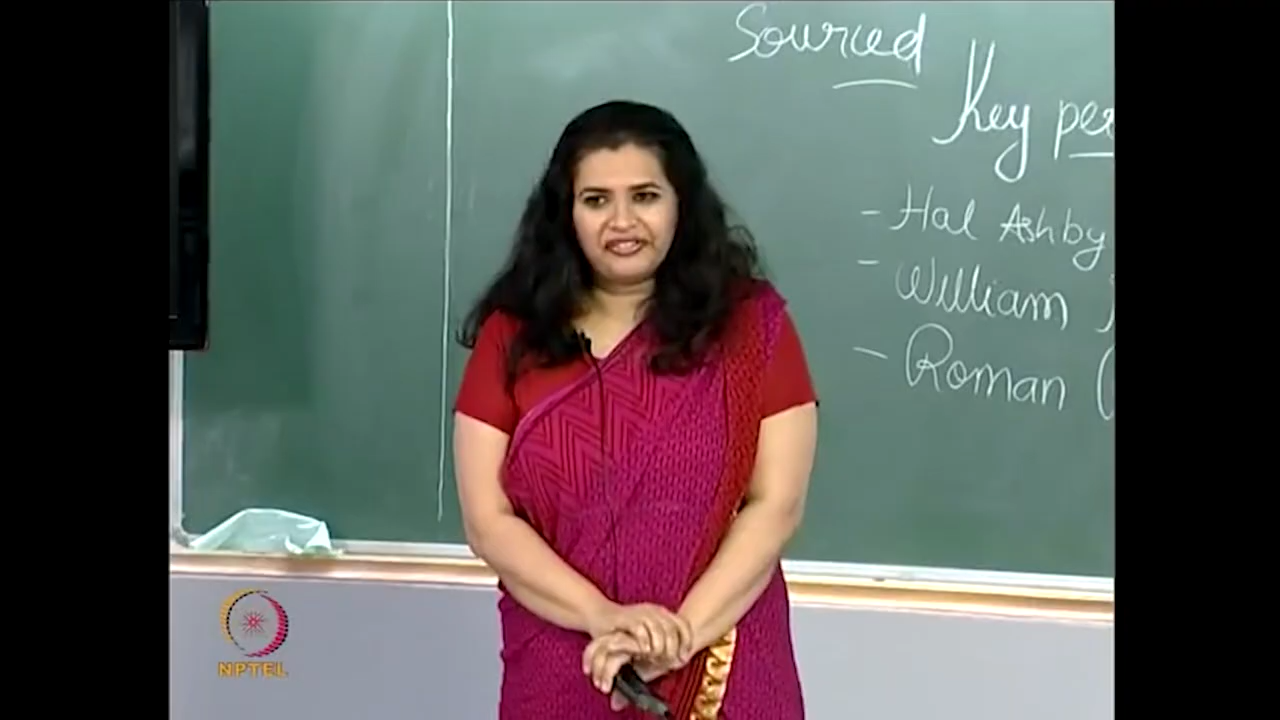 Sourced
Key per
- Hal Ashby
- William
- Roman (
NPTEL